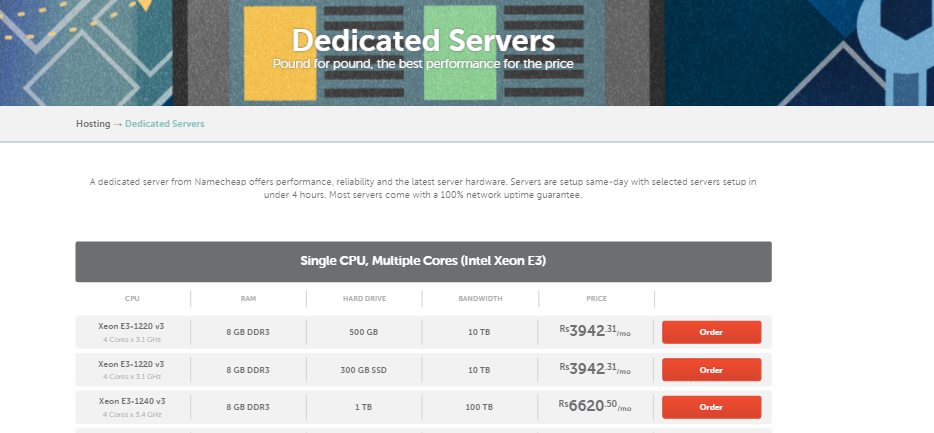 Dedicated Servers
Pound for pound, the best performance for the price
Hosting → Dedicated Servers
A dedicated server from Namecheap offers performance, reliability and the latest server hardware. Servers are setup same-day with selected servers setup in
under 4 hours. Most servers come with a 100% network uptime guarantee.
Single CPU, Multiple Cores (Intel Xeon E3)
CPU RAM HARD DRIVE BANDWIDTH PRICE
Xeon E3-1220 v3 8 GB DDR3 500 GB 10 TB Rs3942.31/mo Order
4 Cores x 3.1 GHz
Xeon E3-1220 v3 8 GB DDR3 300 GB SSD 10 TB Rs3942.31/mo Order
4 Cores x 3.1 GHz
Xeon E3-1240 v3 8 GB DDR3 1 TB 100 TB Rs6620.50/mo Order
4 Cores x 3.4 GHz